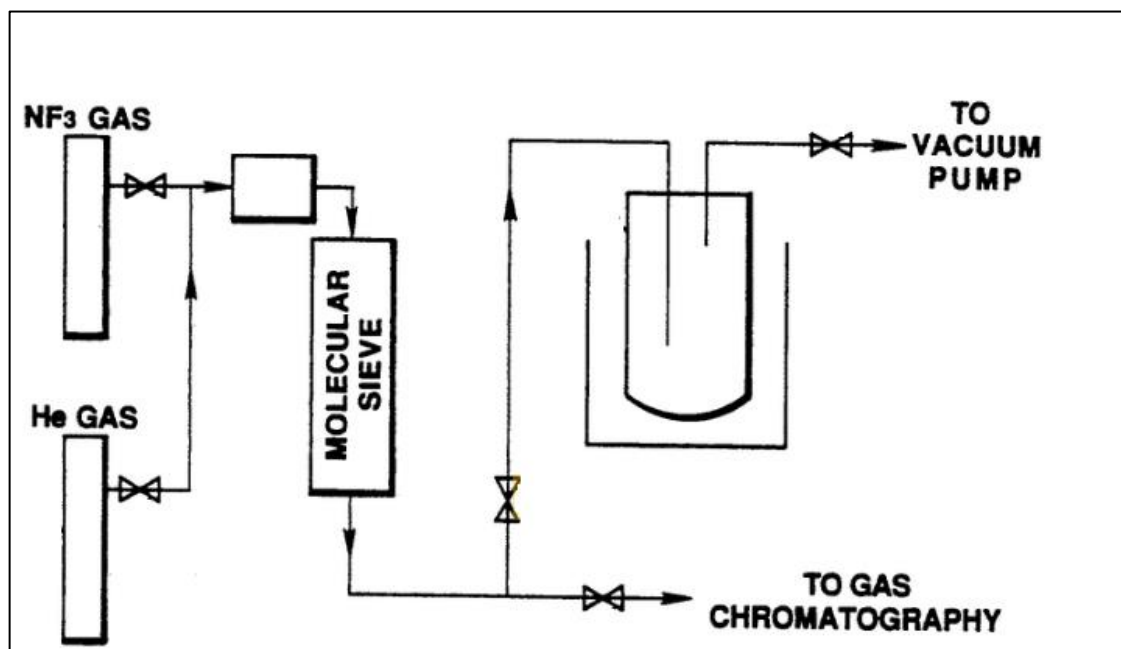 NF3 GAS
He GAS
MOLECULAR
SIEVE
TO
VACUUM
PUMP
TO GAS
CHROMATOGRAPHY